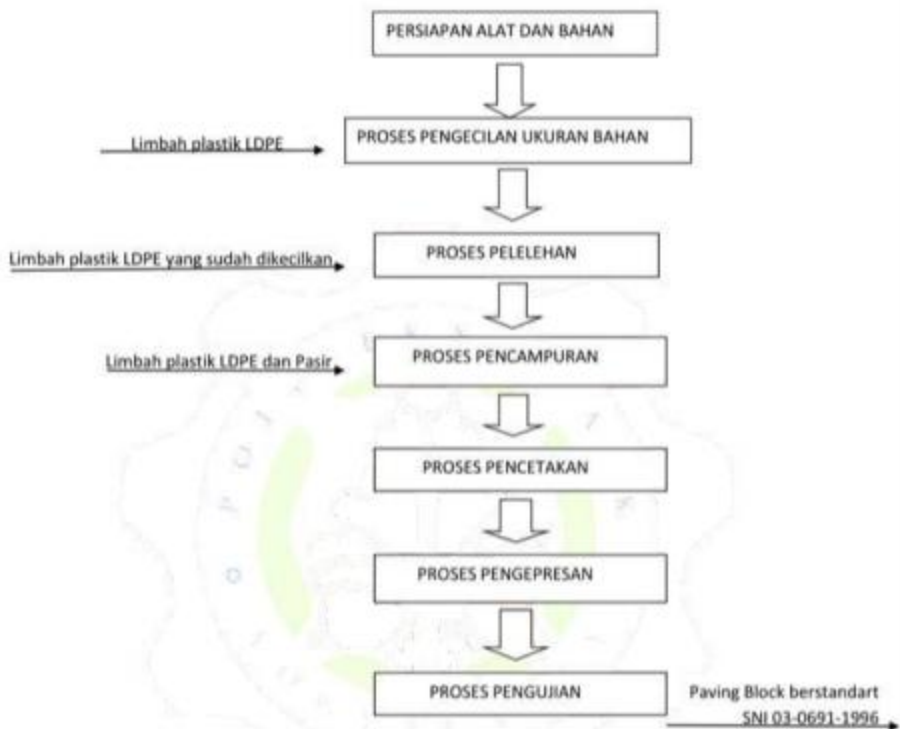 PERSIAPAN ALAT DAN BAHAN
Limbah plastik LDPE
PROSES PENGECILAN UKURAN BAHAN
Limbah plastik LDPE yang sudah dikecilkan
PROSES PELELEHAN
Limbah plastik LDPE dan Pasir
PROSES PENCAMPURAN
PROSES PENCETAKAN
PROSES PENGEPRESAN
PROSES PENGUJIAN
Paving Block berstandart
SNI 03-0691-1996